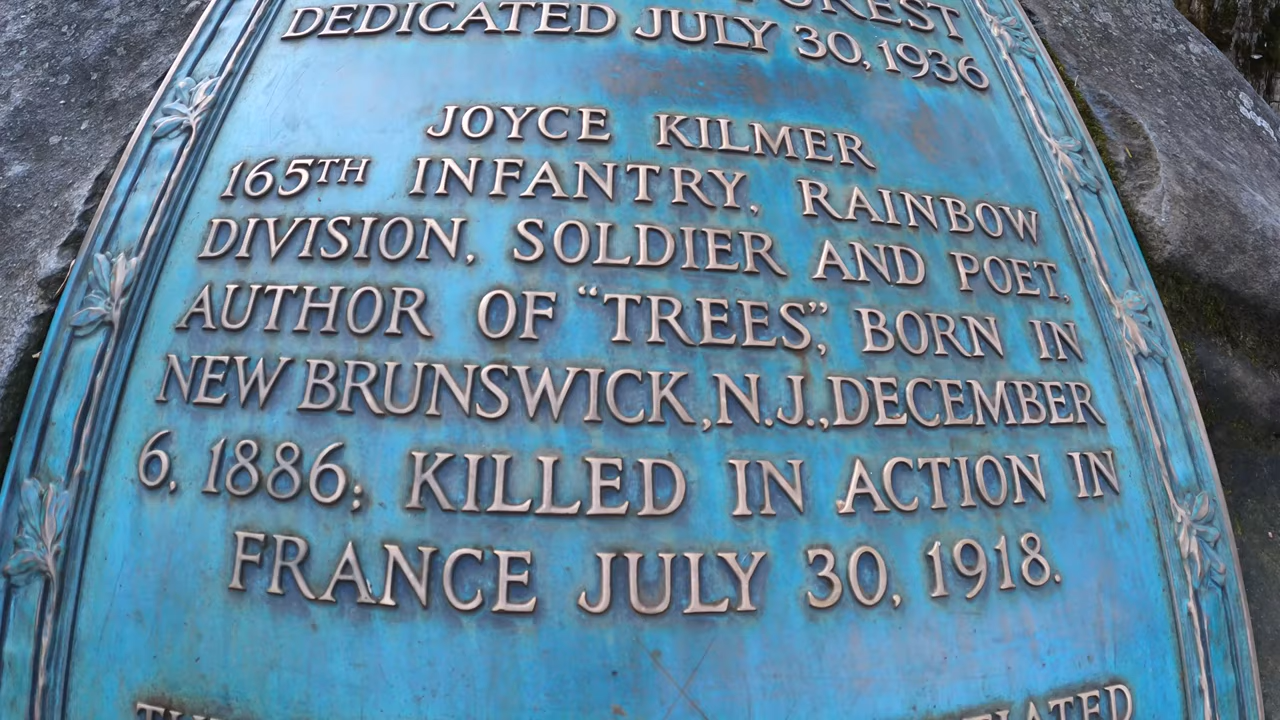 FOREST
DEDICATED JULY 30, 1936
JOYCE KILMER
165TH INFANTRY, RAINBOW
DIVISION, SOLDIER AND POET,
AUTHOR OF “TREES”, BORN IN
NEW BRUNSWICK, N.J., DECEMBER
6, 1886; KILLED IN ACTION IN
FRANCE JULY 30, 1918.